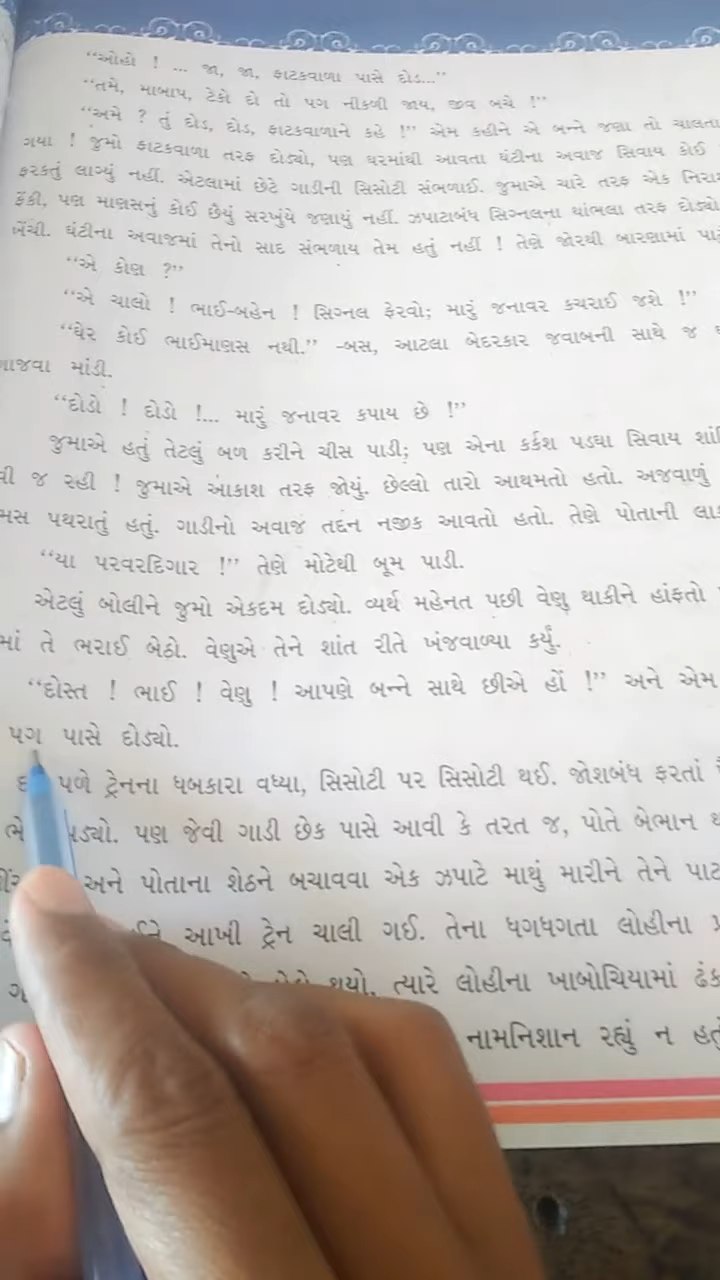 “ઓહો ! ... જા, જા, ફાટકવાળા પાસે દોડ...”
“તમે, માબાપ, ટેકો દો તો પગ નીકળી જાય, જીવ બચે !”
“અમે ? તું દોડ, દોડ, ફાટકવાળાને કહે !” એમ કહીને એ બન્ને જણા તો ચાલતા
ગયા ! જુમો ફાટકવાળા તરફ દોડ્યો, પણ ઘરમાંથી આવતા ઘંટીના અવાજ સિવાય કોઈ
ફરકતું લાગ્યું નહીં. એટલામાં છેટે ગાડીની સિસોટી સંભળાઈ. જુમાએ ચારે તરફ એક
ફેંકી, પણ માણસનું કોઈ છૈયું સરખુંયે જણાયું નહીં. ઝપાટાબંધ સિગ્નલના થાંભલા તરફ દોડ્યો
ખેંચી. ઘંટીના અવાજમાં તેનો સાદ સંભળાય તેમ હતું નહીં ! તેણે જોરથી બારણામાં
“એ કોણ ?”
“એ ચાલો ! ભાઈ-બહેન ! સિગ્નલ ફેરવો; મારું જનાવર કચરાઈ જશે !”
“ઘેર કોઈ ભાઈમાણસ નથી.” -બસ, આટલા બેદરકાર જવાબની સાથે જ
માંડી.
“દોડો ! દોડો !... મારું જનાવર કપાય છે !”
જુમાએ હતું તેટલું બળ કરીને ચીસ પાડી; પણ એના કર્કશ પડઘા સિવાય
જ રહી ! જુમાએ આકાશ તરફ જોયું. છેલ્લો તારો આથમતો હતો. અજવાળું
પથરાતું હતું. ગાડીનો અવાજ તદ્દન નજીક આવતો હતો. તેણે પોતાની
“યા પરવરદિગાર !” તેણે મોટેથી બૂમ પાડી.
એટલું બોલીને જુમો એકદમ દોડ્યો. વ્યર્થ મહેનત પછી વેણુ થાકીને હાંફતો
તે ભરાઈ બેઠો. વેણુએ તેને શાંત રીતે ખંજવાળ્યા કર્યું.
“દોસ્ત ! ભાઈ ! વેણુ ! આપણે બન્ને સાથે છીએ હોં !” અને એમ
પગ પાસે દોડ્યો.
પળે ટ્રેનના ધબકારા વધ્યા, સિસોટી પર સિસોટી થઈ. જોશબંધ ફરતાં
પણ જેવી ગાડી છેક પાસે આવી કે તરત જ, પોતે બેભાન
અને પોતાના શેઠને બચાવવા એક ઝપાટે માથું મારીને તેને
આખી ટ્રેન ચાલી ગઈ. તેના ધગધગતા લોહીના
થયો. ત્યારે લોહીના ખાબોચિયામાં
નામનિશાન રહ્યું ન